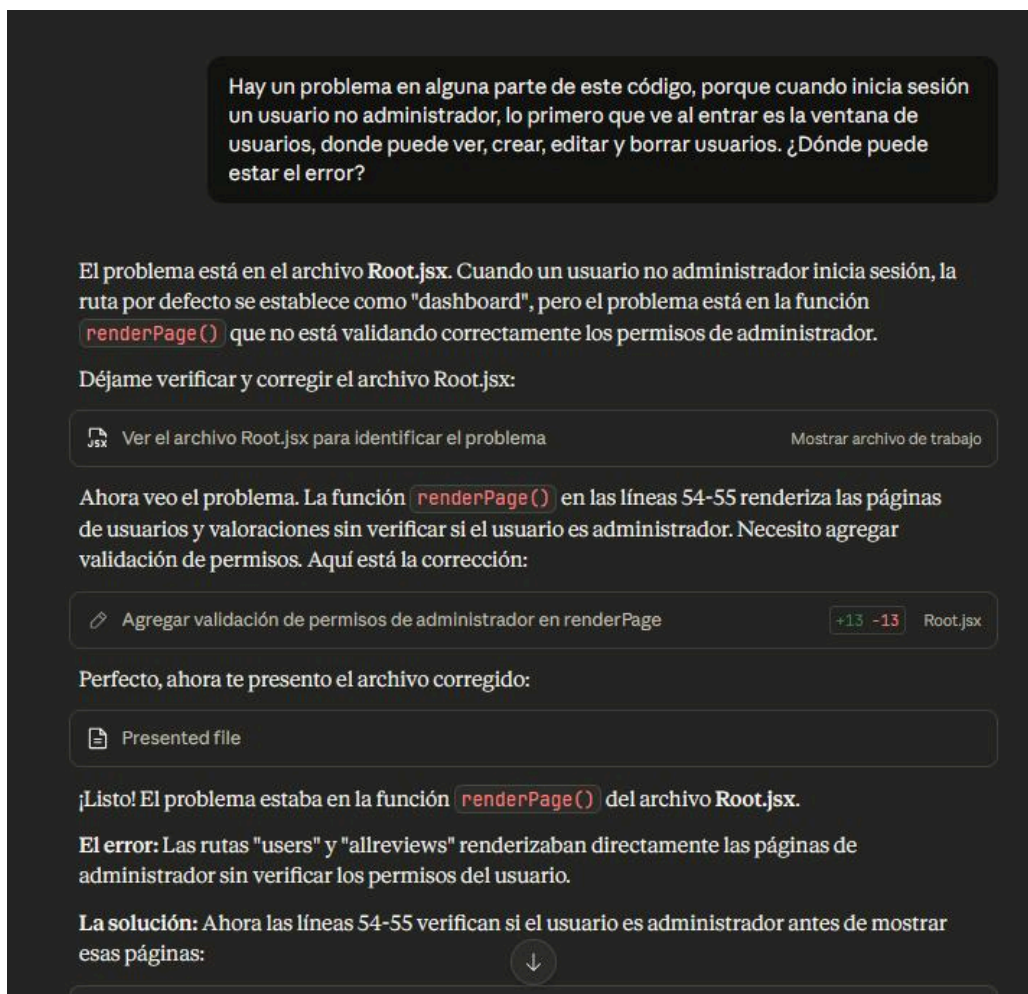 Hay un problema en alguna parte de este código, porque cuando inicia sesión
un usuario no administrador, lo primero que ve al entrar es la ventana de
usuarios, donde puede ver, crear, editar y borrar usuarios. ¿Dónde puede
estar el error?
El problema está en el archivo Root.jsx. Cuando un usuario no administrador inicia sesión, la
ruta por defecto se establece como "dashboard", pero el problema está en la función
renderPage() que no está validando correctamente los permisos de administrador.
Déjame verificar y corregir el archivo Root.jsx:
JSX Ver el archivo Root.jsx para identificar el problema Mostrar archivo de trabajo
Ahora veo el problema. La función renderPage() en las líneas 54-55 renderiza las páginas
de usuarios y valoraciones sin verificar si el usuario es administrador. Necesito agregar
validación de permisos. Aquí está la corrección:
Agregar validación de permisos de administrador en renderPage +13 -13 Root.jsx
Perfecto, ahora te presento el archivo corregido:
Presented file
¡Listo! El problema estaba en la función renderPage() del archivo Root.jsx.
El error: Las rutas "users" y "allreviews" renderizaban directamente las páginas de
administrador sin verificar los permisos del usuario.
La solución: Ahora las líneas 54-55 verifican si el usuario es administrador antes de mostrar
esas páginas: